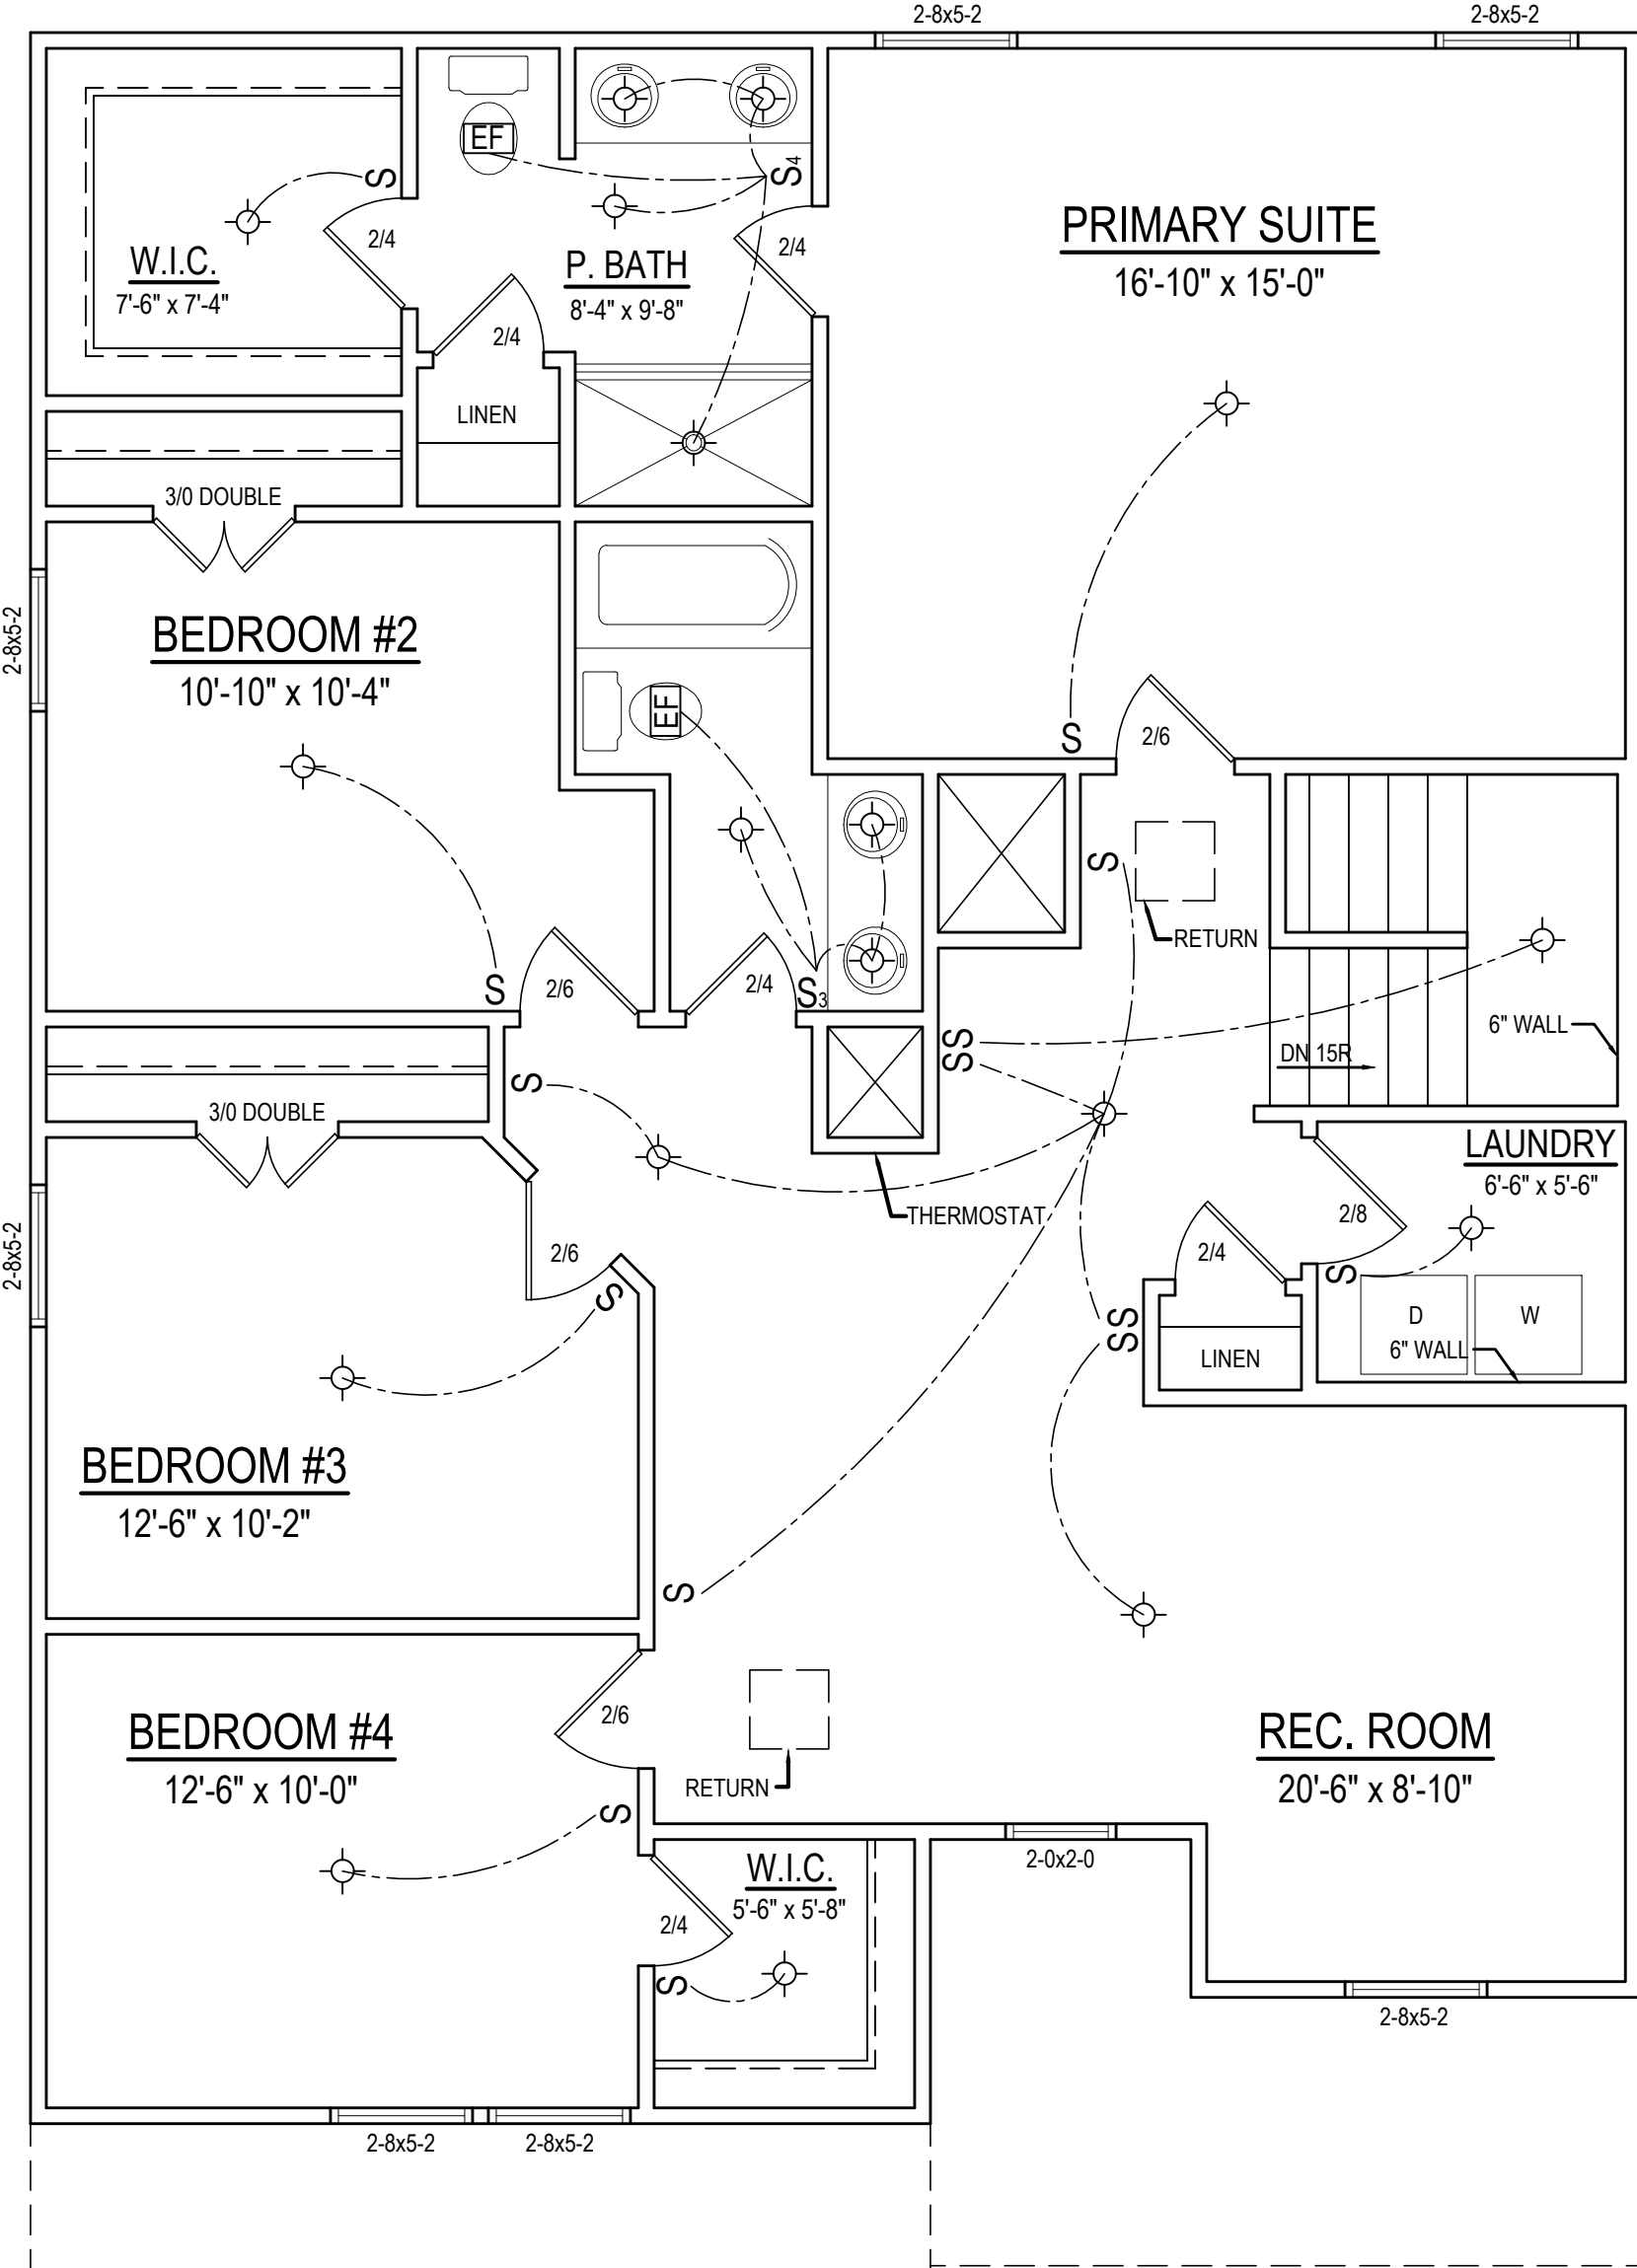 2-8x5-2
2-8x5-2
EF
S4
S
PRIMARY SUITE
16'-10" x 15'-0"
2/4
2/4
W.I.C.
7'-6" x 7'-4"
P. BATH
8'-4" x 9'-8"
2/4
LINEN
3/0 DOUBLE
2-8x5-2
BEDROOM #2
10'-10" x 10'-4"
EF
S
2/6
S
RETURN
S
2/6
2/4
S3
6" WALL
SS
DN 15R
S
3/0 DOUBLE
LAUNDRY
6'-6" x 5'-6"
THERMOSTAT
2/8
2-8x5-2
2/6
2/4
S
S
SS
D
W
6" WALL
LINEN
BEDROOM #3
12'-6" x 10'-2"
S
BEDROOM #4
12'-6" x 10'-0"
2/6
REC. ROOM
20'-6" x 8'-10"
RETURN
S
W.I.C.
5'-6" x 5'-8"
2-0x2-0
2/4
S
2-8x5-2
2-8x5-2
2-8x5-2